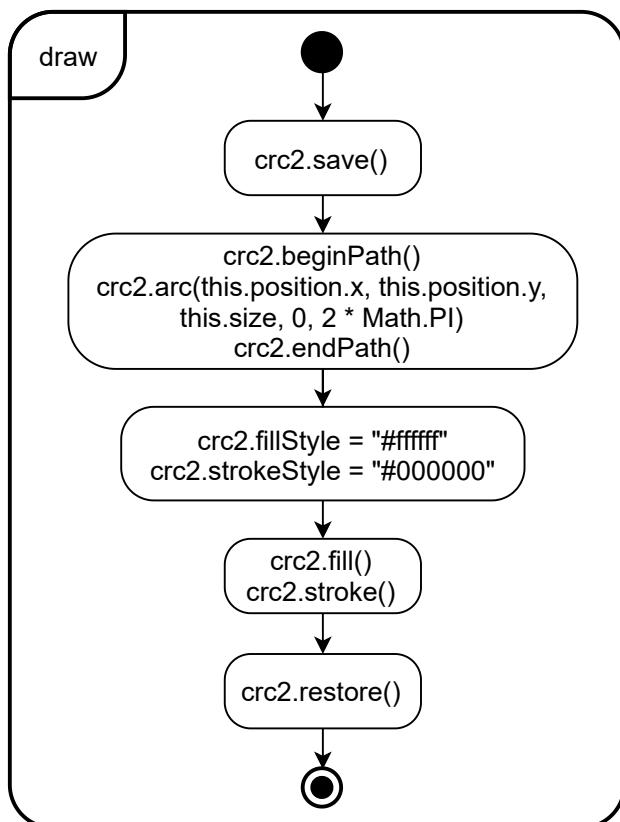 draw
crc2.save()
crc2.beginPath()
crc2.arc(this.position.x, this.position.y,
this.size, 0, 2 * Math.PI)
crc2.endPath()
crc2.fillStyle = "#ffffff"
crc2.strokeStyle = "#000000"
crc2.fill()
crc2.stroke()
crc2.restore()